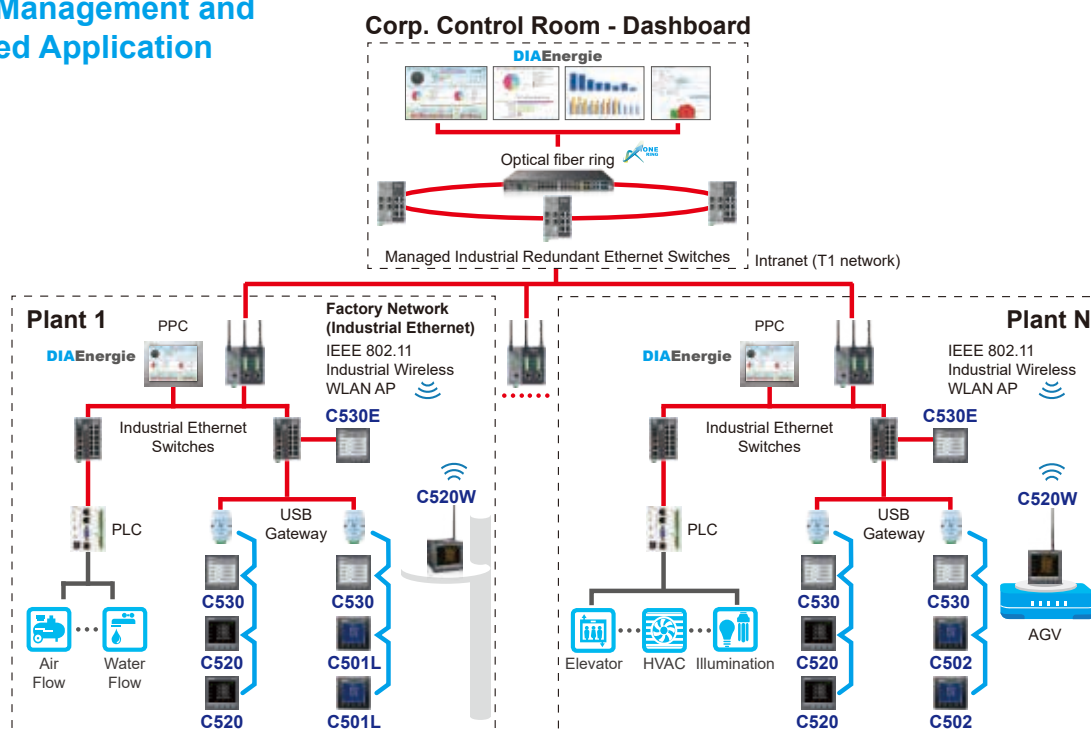 Management and
ed Application
Corp. Control Room - Dashboard
DIAEnergie
Optical fiber ring
ONE
RING
Managed Industrial Redundant Ethernet Switches
Intranet (T1 network)
Plant 1
PPC
DIAEnergie
Factory Network
(Industrial Ethernet)
IEEE 802.11
Industrial Wireless
WLAN AP
C530E
Industrial Ethernet
Switches
C520W
PLC
USB
Gateway
C530
C530
C520
C501L
C520
C501L
Air
Flow
Water
Flow
Plant N
PPC
DIAEnergie
IEEE 802.11
Industrial Wireless
WLAN AP
C530E
Industrial Ethernet
Switches
C520W
PLC
USB
Gateway
C530
C530
C520
C502
C520
C502
Elevator
HVAC
Illumination
AGV